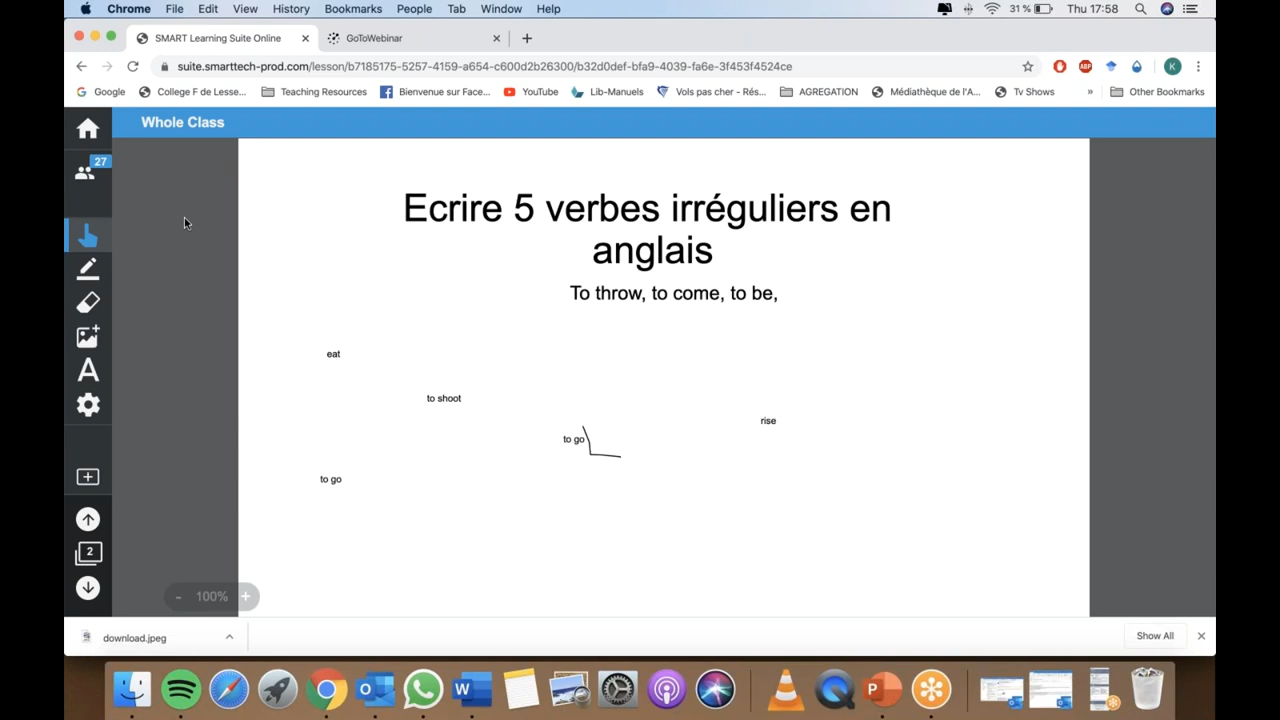 Chrome File Edit View History Bookmarks People Tab Window Help 31 % Thu 17:58
SMART Learning Suite Online GoToWebinar
suite.smarttech-prod.com/lesson/b7185175-5257-4159-a654-c600d2b26300/b32d0def-bfa9-4039-fa6e-3f453f4524ce ABP K
Google College F de Lesse... Teaching Resources Bienvenue sur Face... YouTube Lib-Manuels Vols pas cher - Rés... AGREGATION Médiathèque de l'A... Tv Shows » Other Bookmarks
Whole Class
27
Ecrire 5 verbes irréguliers en
anglais
To throw, to come, to be,
eat
to shoot
rise
to go
to go
A
2
- 100% +
download.jpeg Show All
W P